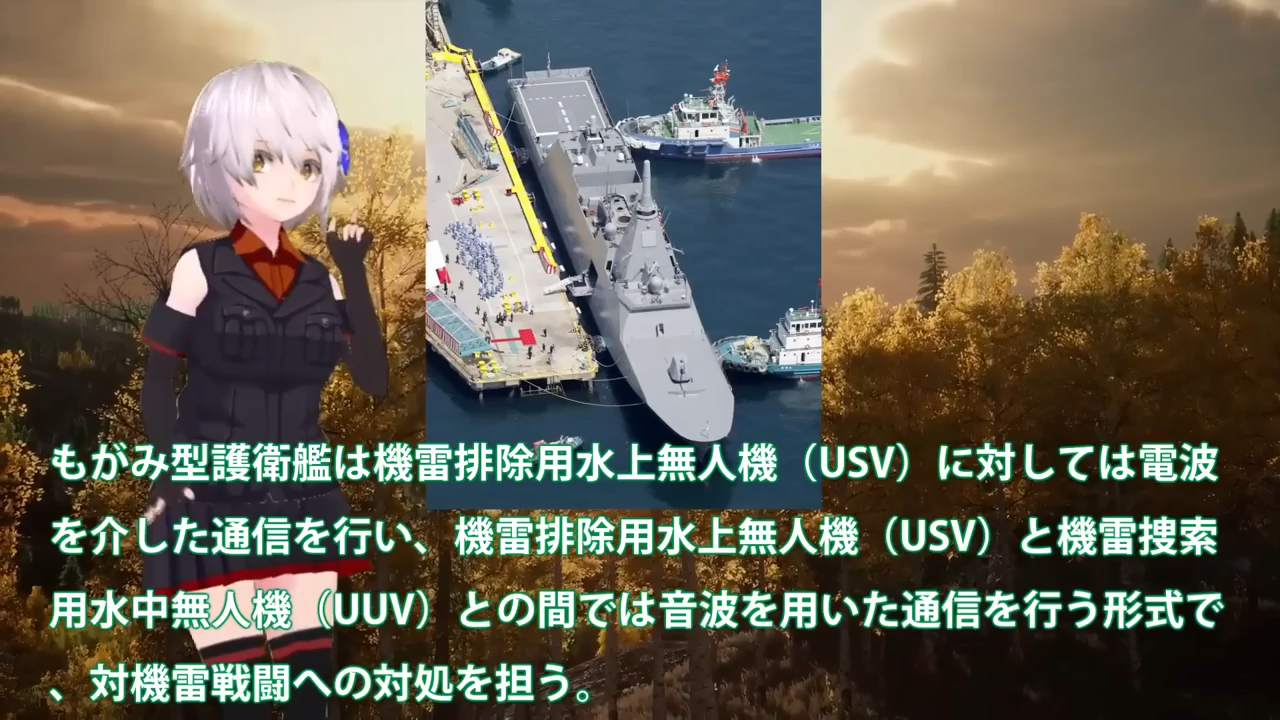 もがみ型護衛艦は機雷排除用水上無人機（USV）に対しては電波
を介した通信を行い、機雷排除用水上無人機（USV）と機雷捜索
用水中無人機（UUV）との間では音波を用いた通信を行う形式で
、対機雷戦闘への対処を担う。